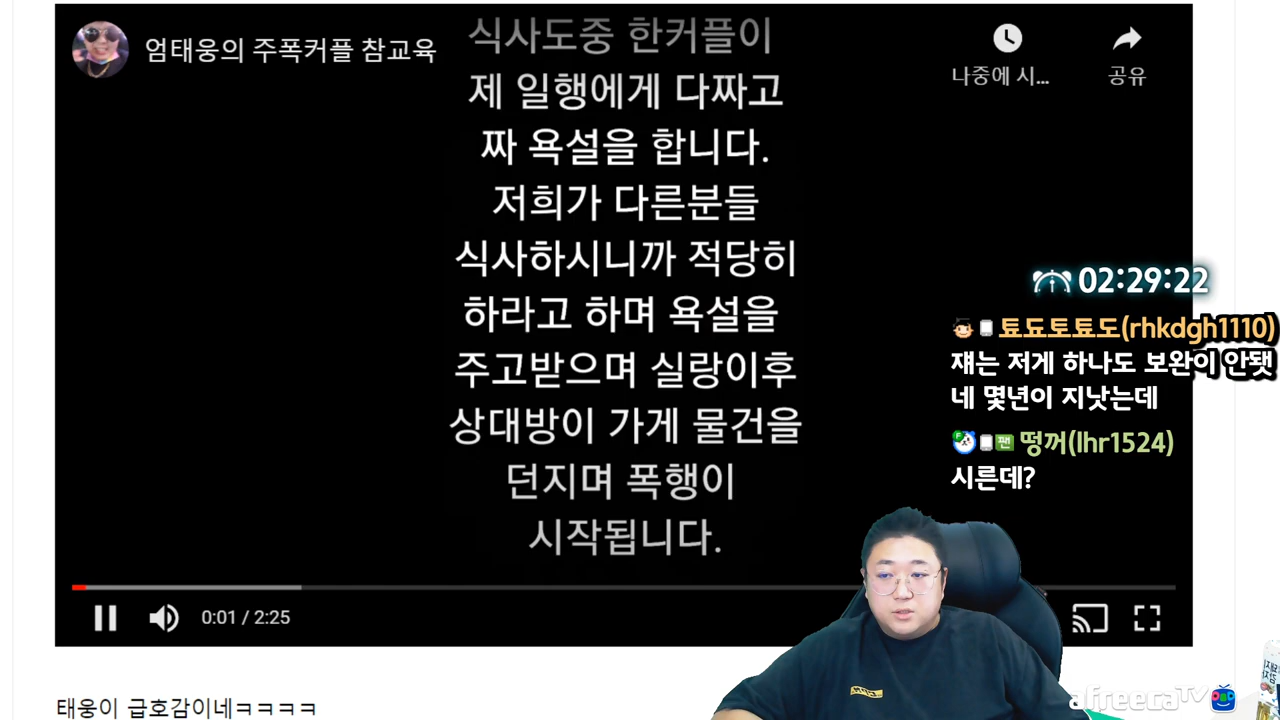 엄태웅의 주폭커플 참교육
나중에 시...
공유
식사도중 한커플이
제 일행에게 다짜고
짜 욕설을 합니다.
저희가 다른분들
식사하시니까 적당히
하라고 하며 욕설을
주고받으며 실랑이후
상대방이 가게 물건을
던지며 폭행이
시작됩니다.
02:29:22
툤됴토툐도(rhkdgh1110)
쟤는 저게 하나도 보완이 안됏
네 몇년이 지낫는데
팬 떵꺼(lhr1524)
시른데?
0:01 / 2:25
afreecaTV
태웅이 급호감이네ㅋㅋㅋㅋ